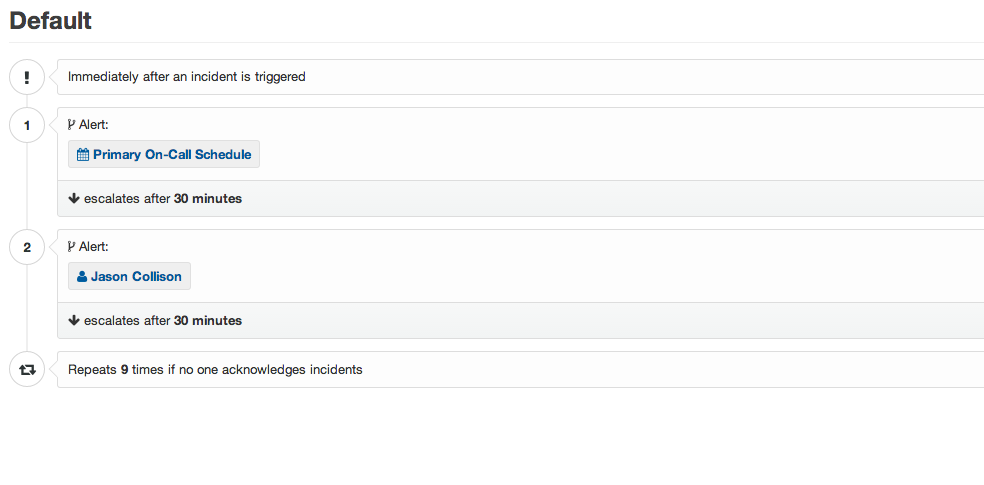 Default
! Immediately after an incident is triggered
1
Alert:
Primary On-Call Schedule
escalates after 30 minutes
2
Alert:
Jason Collison
escalates after 30 minutes
Repeats 9 times if no one acknowledges incidents